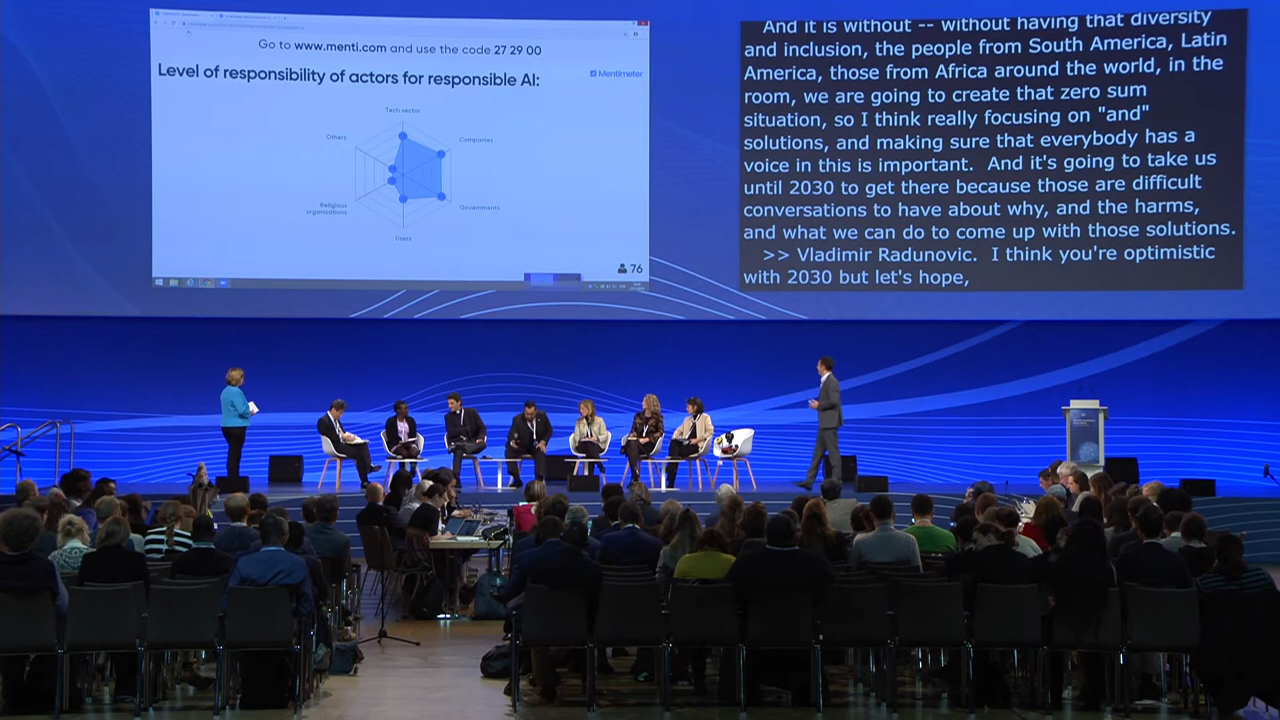 Go to www.menti.com and use the code 27 29 00
Level of responsibility of actors for responsible AI:
Mentimeter
Tech sector
Others
Companies
Religious
organisations
Governments
Users
76
And it is without -- without having that diversity
and inclusion, the people from South America, Latin
America, those from Africa around the world, in the
room, we are going to create that zero sum
situation, so I think really focusing on "and"
solutions, and making sure that everybody has a
voice in this is important.  And it's going to take us
until 2030 to get there because those are difficult
conversations to have about why, and the harms,
and what we can do to come up with those solutions.
>> Vladimir Radunovic.  I think you're optimistic
with 2030 but let's hope,